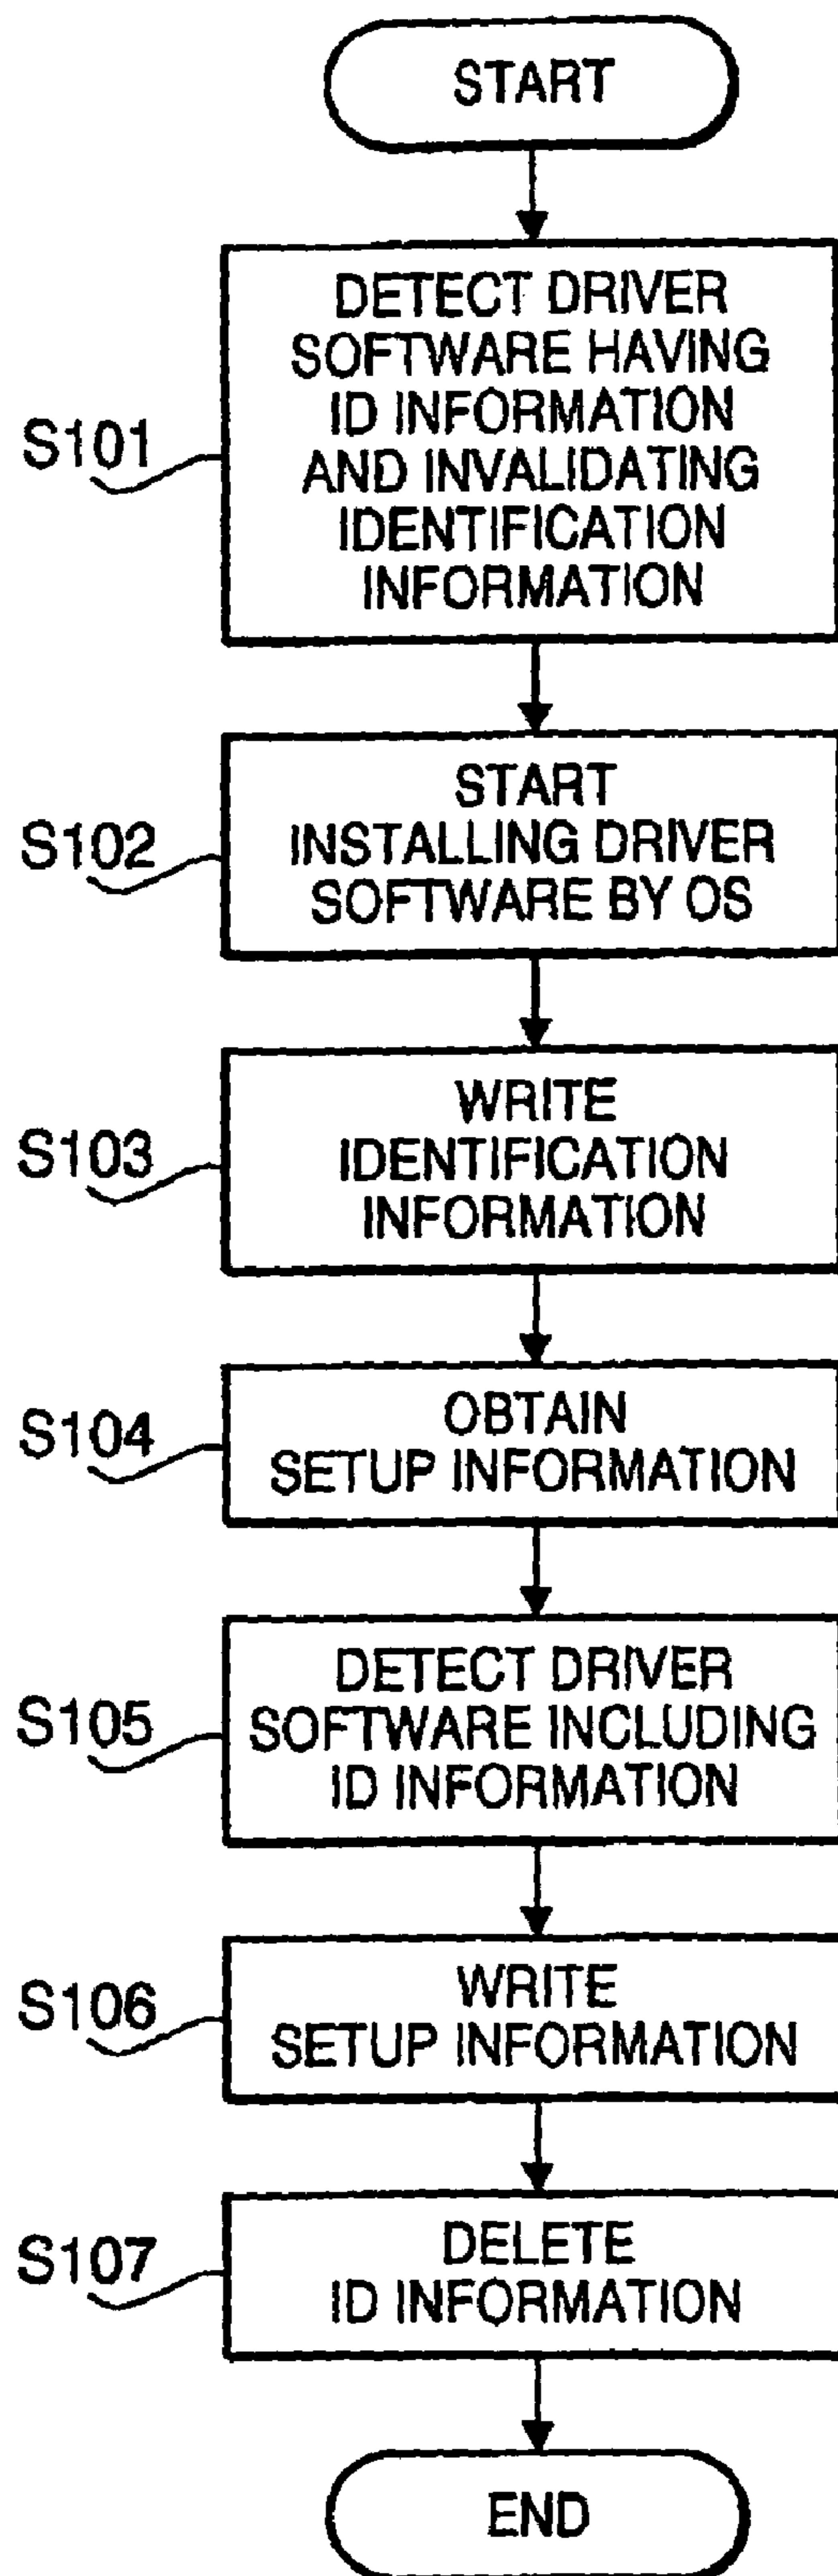 START
DETECT DRIVER
SOFTWARE HAVING
ID INFORMATION
AND INVALIDATING
IDENTIFICATION
INFORMATION
S101
START
INSTALLING DRIVER
SOFTWARE BY OS
S102
WRITE
IDENTIFICATION
INFORMATION
S103
OBTAIN
SETUP INFORMATION
S104
DETECT DRIVER
SOFTWARE INCLUDING
ID INFORMATION
S105
WRITE
SETUP INFORMATION
S106
DELETE
ID INFORMATION
S107
END